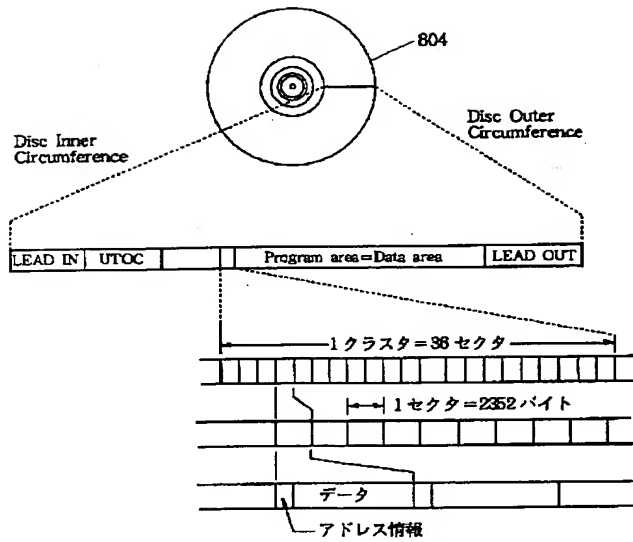 804
Disc Inner
Circumference
Disc Outer
Circumference
LEAD IN UTOC Program area=Data area LEAD OUT
1クラスタ=36セクタ
1セクタ=2352バイト
データ
アドレス情報